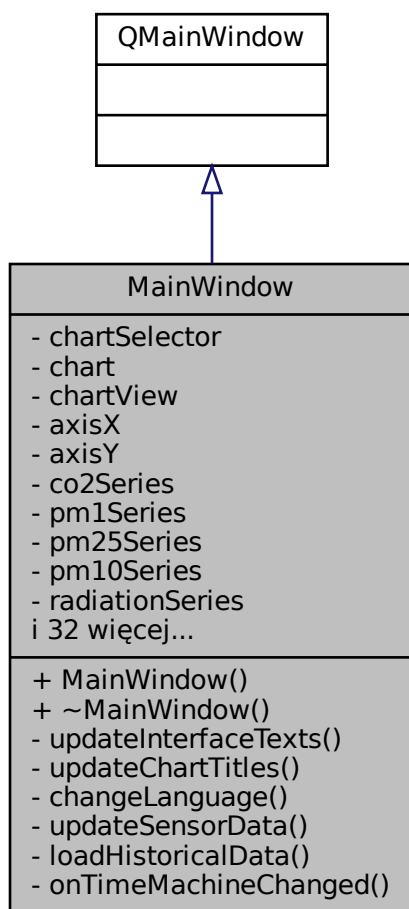 QMainWindow
MainWindow
- chartSelector
- chart
- chartView
- axisX
- axisY
- co2Series
- pm1Series
- pm25Series
- pm10Series
- radiationSeries
i 32 więcej...
+ MainWindow()
+ ~MainWindow()
- updateInterfaceTexts()
- updateChartTitles()
- changeLanguage()
- updateSensorData()
- loadHistoricalData()
- onTimeMachineChanged()